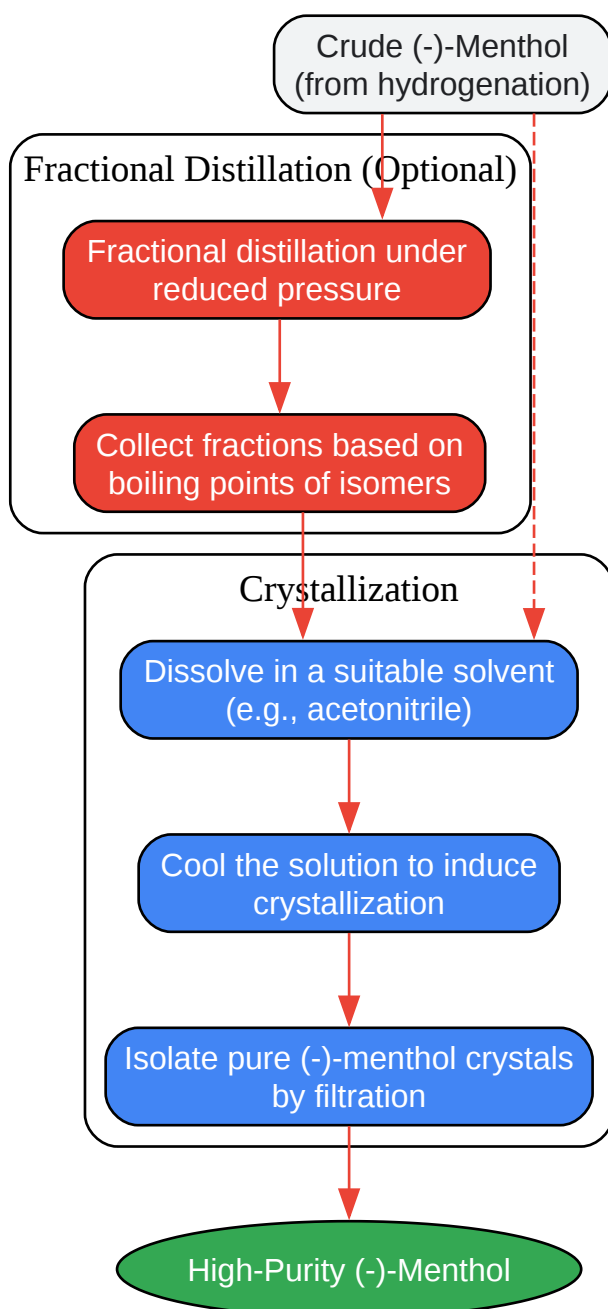 Crude (-)-Menthol
(from hydrogenation)
Fractional Distillation (Optional)
Fractional distillation under
reduced pressure
Collect fractions based on
boiling points of isomers
Crystallization
Dissolve in a suitable solvent
(e.g., acetonitrile)
Cool the solution to induce
crystallization
Isolate pure (-)-menthol crystals
by filtration
High-Purity (-)-Menthol